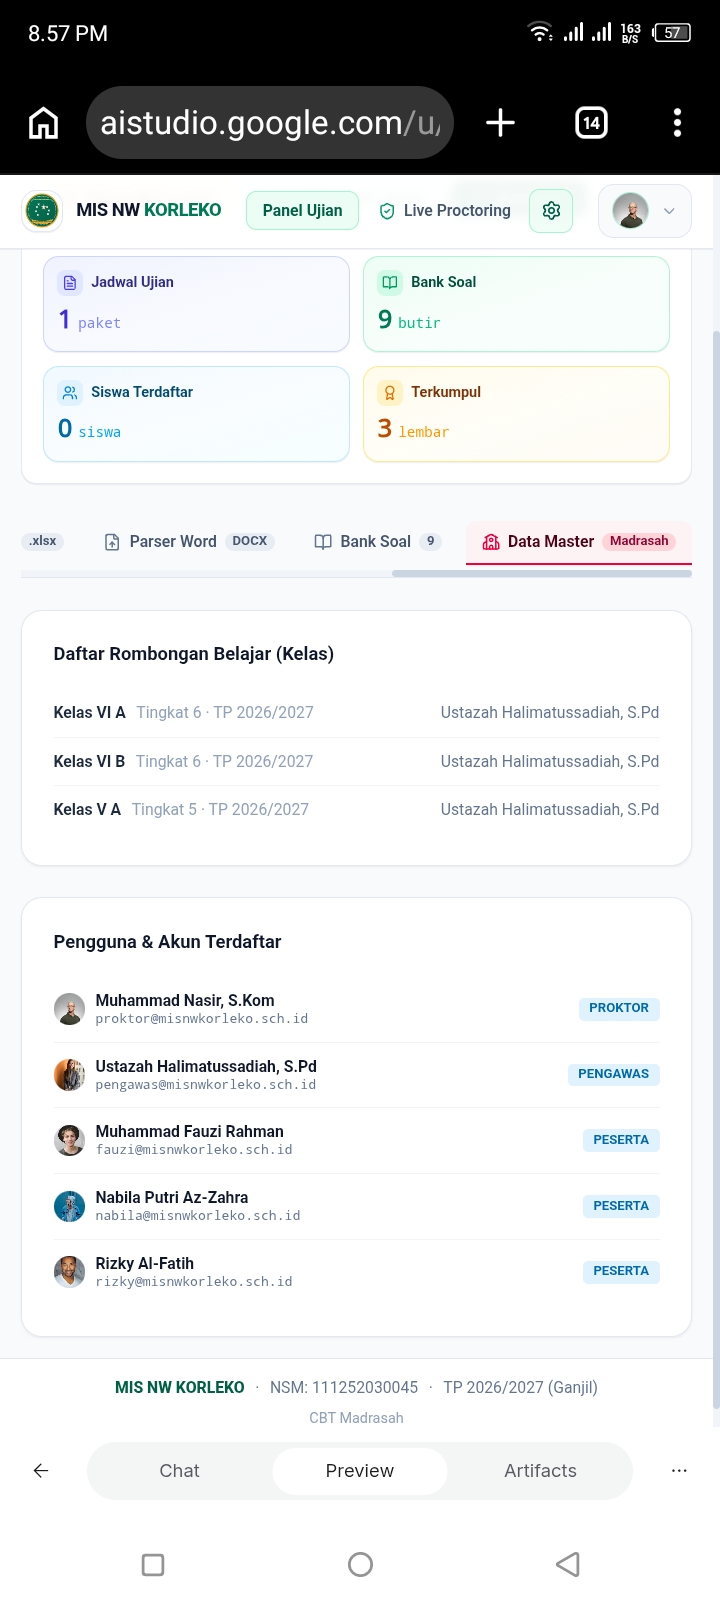 8.57 PM
163 B/S
57
aistudio.google.com/u/
14
MIS NW KORLEKO
Panel Ujian
Live Proctoring
Jadwal Ujian
1 paket
Bank Soal
9 butir
Siswa Terdaftar
0 siswa
Terkumpul
3 lembar
.xlsx
Parser Word DOCX
Bank Soal 9
Data Master Madrasah
Daftar Rombongan Belajar (Kelas)
Kelas VI A Tingkat 6 · TP 2026/2027 Ustazah Halimatussadiah, S.Pd
Kelas VI B Tingkat 6 · TP 2026/2027 Ustazah Halimatussadiah, S.Pd
Kelas V A Tingkat 5 · TP 2026/2027 Ustazah Halimatussadiah, S.Pd
Pengguna & Akun Terdaftar
Muhammad Nasir, S.Kom
proktor@misnwkorleko.sch.id
PROKTOR
Ustazah Halimatussadiah, S.Pd
pengawas@misnwkorleko.sch.id
PENGAWAS
Muhammad Fauzi Rahman
fauzi@misnwkorleko.sch.id
PESERTA
Nabila Putri Az-Zahra
nabila@misnwkorleko.sch.id
PESERTA
Rizky Al-Fatih
rizky@misnwkorleko.sch.id
PESERTA
MIS NW KORLEKO · NSM: 111252030045 · TP 2026/2027 (Ganjil)
CBT Madrasah
Chat
Preview
Artifacts